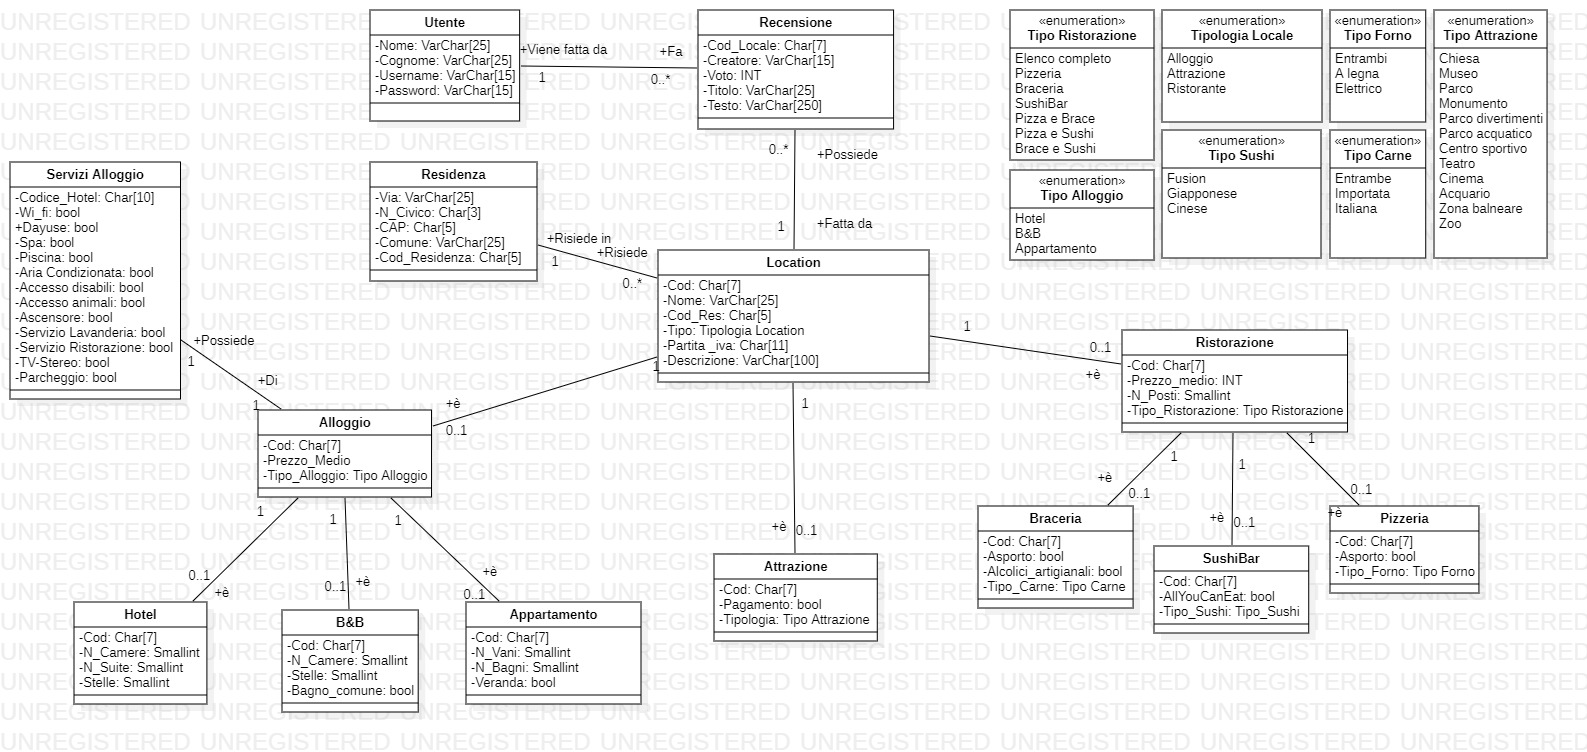 Utente
-Nome: VarChar[25]
-Cognome: VarChar[25]
-Username: VarChar[15]
-Password: VarChar[15]
+Viene fatta da
1
+Fa
0..*
Recensione
-Cod_Locale: Char[7]
-Creatore: VarChar[15]
-Voto: INT
-Titolo: VarChar[25]
-Testo: VarChar[250]
0..*
+Possiede
1
+Fatta da
«enumeration»
Tipo Ristorazione
Elenco completo
Pizzeria
Braceria
SushiBar
Pizza e Brace
Pizza e Sushi
Brace e Sushi
«enumeration»
Tipologia Locale
Alloggio
Attrazione
Ristorante
«enumeration»
Tipo Forno
Entrambi
A legna
Elettrico
«enumeration»
Tipo Attrazione
Chiesa
Museo
Parco
Monumento
Parco divertimenti
Parco acquatico
Centro sportivo
Teatro
Cinema
Acquario
Zona balneare
Zoo
«enumeration»
Tipo Alloggio
Hotel
B&B
Appartamento
«enumeration»
Tipo Sushi
Fusion
Giapponese
Cinese
«enumeration»
Tipo Carne
Entrambe
Importata
Italiana
Servizi Alloggio
-Codice_Hotel: Char[10]
-Wi_fi: bool
+Dayuse: bool
-Spa: bool
-Piscina: bool
-Aria Condizionata: bool
-Accesso disabili: bool
-Accesso animali: bool
-Ascensore: bool
-Servizio Lavanderia: bool
-Servizio Ristorazione: bool
-TV-Stereo: bool
-Parcheggio: bool
+Possiede
1
+Di
1
Residenza
-Via: VarChar[25]
-N_Civico: Char[3]
-CAP: Char[5]
-Comune: VarChar[25]
-Cod_Residenza: Char[5]
+Risiede in
1
+Risiede
0..*
Location
-Cod: Char[7]
-Nome: VarChar[25]
-Cod_Res: Char[5]
-Tipo: Tipologia Location
-Partita _iva: Char[11]
-Descrizione: VarChar[100]
1
+è
0..1
1
0..1
+è
1
+è
0..1
Ristorazione
-Cod: Char[7]
-Prezzo_medio: INT
-N_Posti: Smallint
-Tipo_Ristorazione: Tipo Ristorazione
Alloggio
-Cod: Char[7]
-Prezzo_Medio
-Tipo_Alloggio: Tipo Alloggio
1
0..1
+è
1
0..1
+è
1
+è
0..1
1
+è
0..1
1
+è
0..1
1
0..1
+è
Hotel
-Cod: Char[7]
-N_Camere: Smallint
-N_Suite: Smallint
-Stelle: Smallint
B&B
-Cod: Char[7]
-N_Camere: Smallint
-Stelle: Smallint
-Bagno_comune: bool
Appartamento
-Cod: Char[7]
-N_Vani: Smallint
-N_Bagni: Smallint
-Veranda: bool
Attrazione
-Cod: Char[7]
-Pagamento: bool
-Tipologia: Tipo Attrazione
Braceria
-Cod: Char[7]
-Asporto: bool
-Alcolici_artigianali: bool
-Tipo_Carne: Tipo Carne
SushiBar
-Cod: Char[7]
-AllYouCanEat: bool
-Tipo_Sushi: Tipo_Sushi
Pizzeria
-Cod: Char[7]
-Asporto: bool
-Tipo_Forno: Tipo Forno
UNREGISTERED